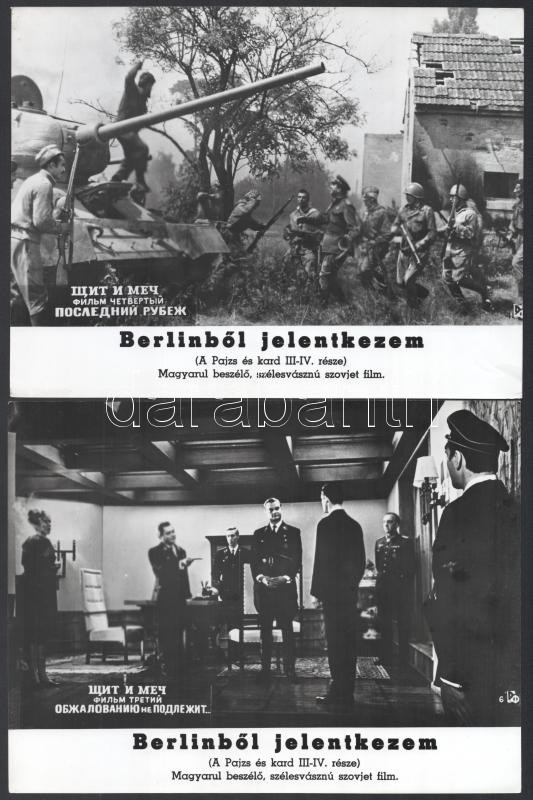 ЩИТ И МЕЧ
ФИЛЬМ ЧЕТВЕРТЫЙ
ПОСЛЕДНИЙ РУБЕЖ
Berlinből jelentkezem
(A Pajzs és kard III-IV. része)
Magyarul beszélő, szélesvásznú szovjet film.
darabanth
ЩИТ И МЕЧ
ФИЛЬМ ТРЕТИЙ
ОБЖАЛОВАНИЮ НЕ ПОДЛЕЖИТ...
6
Berlinből jelentkezem
(A Pajzs és kard III-IV. része)
Magyarul beszélő, szélesvásznú szovjet film.